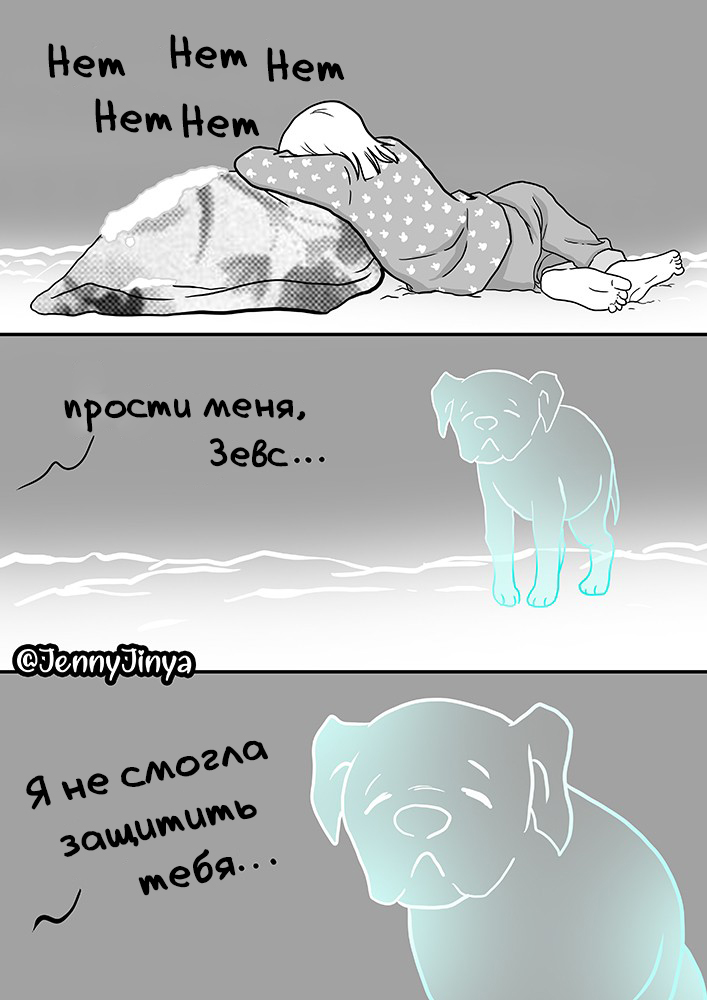 Нет Нет Нет
Нет Нет
прости меня,
Зевс...
@JennyJinya
Я не смогла
защитить
тебя...